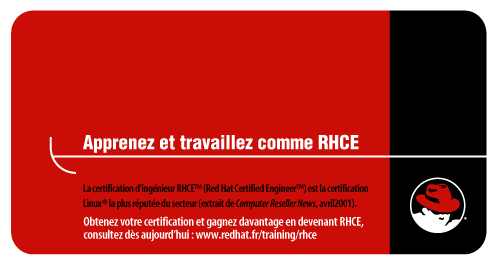 Apprenez et travaillez comme RHCE
La certification d'ingénieur RHCE™ (Red Hat Certified Engineer™) est la certification
Linux® la plus réputée du secteur (extrait de Computer Reseller News, avril2001).
Obtenez votre certification et gagnez davantage en devenant RHCE,
consultez dès aujourd'hui : www.redhat.fr/training/rhce